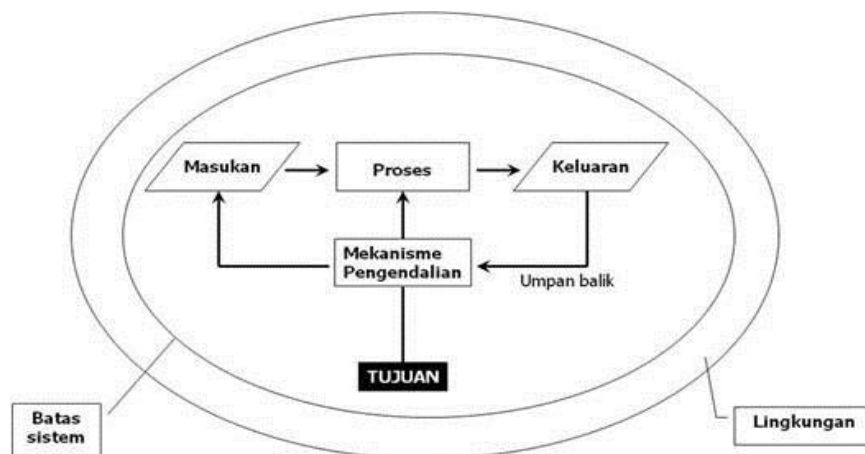 Masukan
Proses
Keluaran
Mekanisme
Pengendalian
Umpan balik
TUJUAN
Batas
sistem
Lingkungan